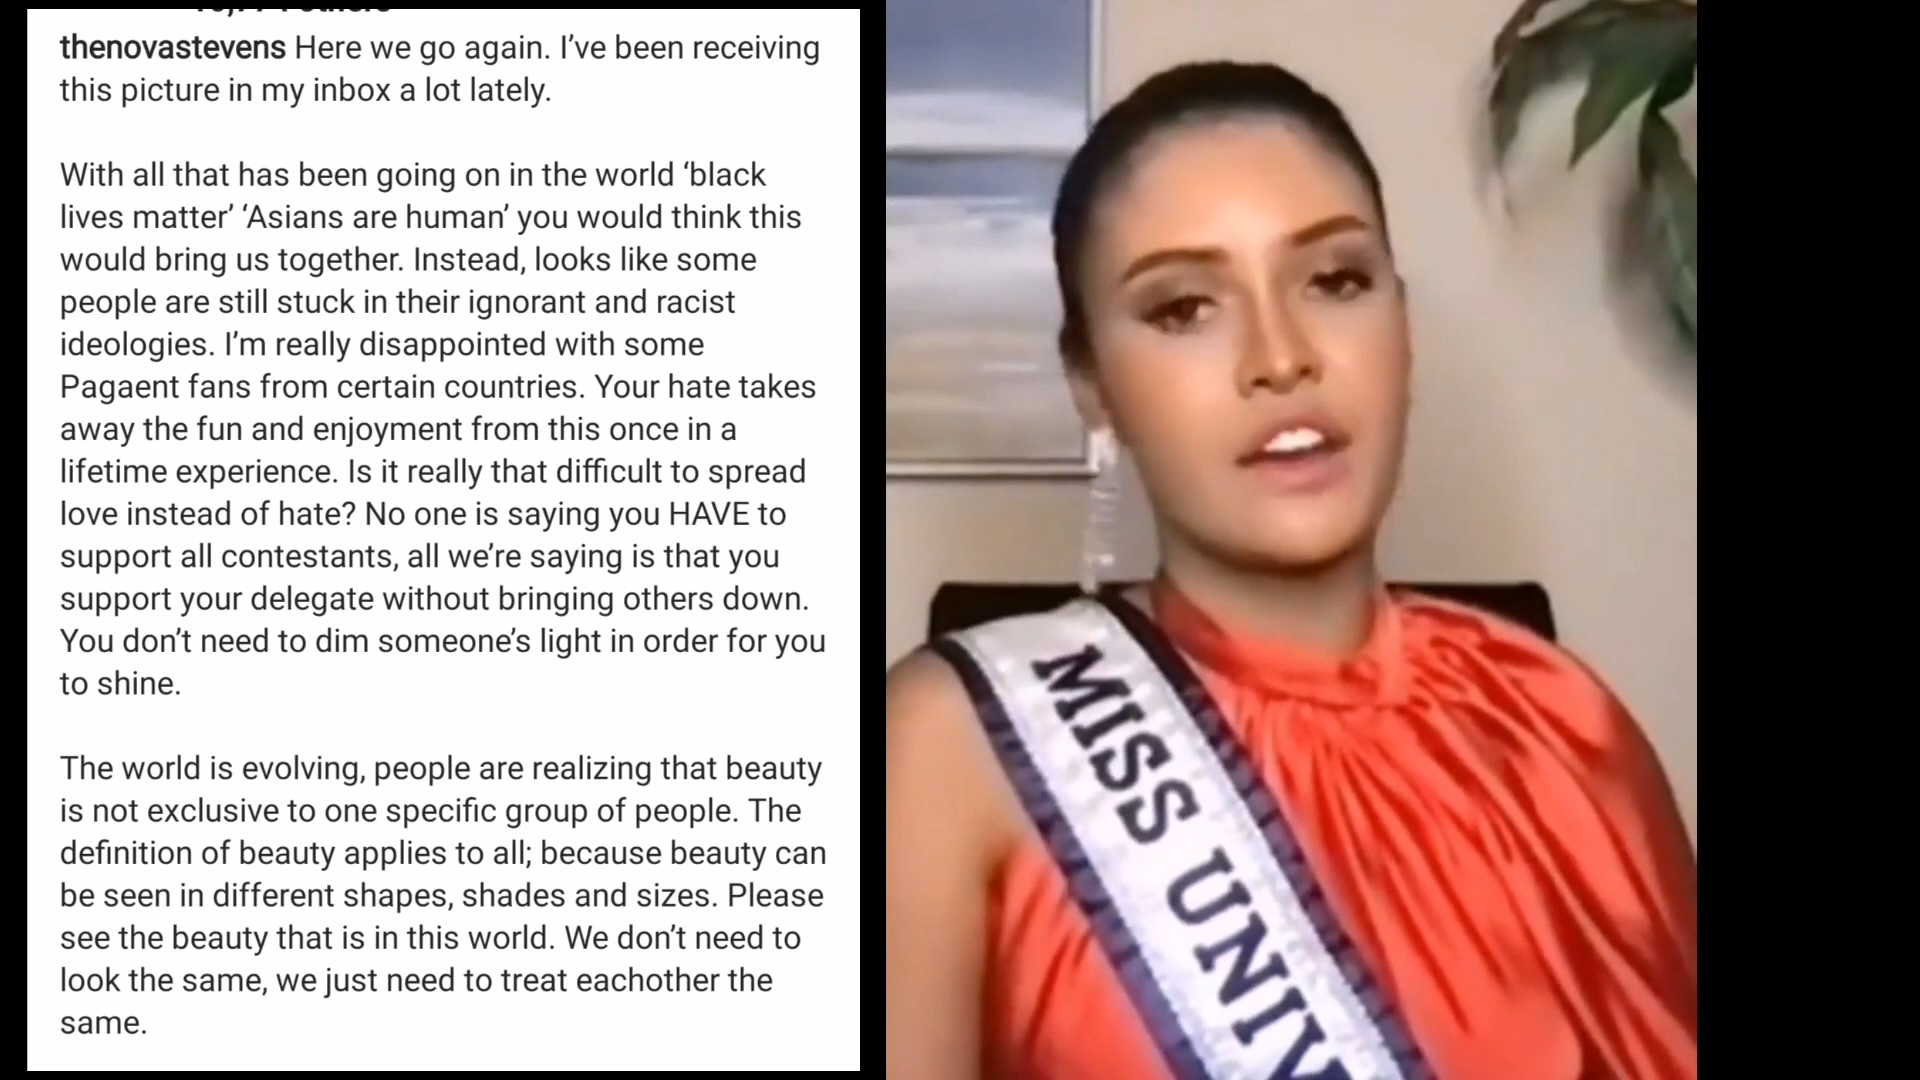 thenovastevens Here we go again. I’ve been receiving
this picture in my inbox a lot lately.
With all that has been going on in the world ‘black
lives matter’ ‘Asians are human’ you would think this
would bring us together. Instead, looks like some
people are still stuck in their ignorant and racist
ideologies. I’m really disappointed with some
Pagaent fans from certain countries. Your hate takes
away the fun and enjoyment from this once in a
lifetime experience. Is it really that difficult to spread
love instead of hate? No one is saying you HAVE to
support all contestants, all we’re saying is that you
support your delegate without bringing others down.
You don’t need to dim someone’s light in order for you
to shine.
The world is evolving, people are realizing that beauty
is not exclusive to one specific group of people. The
definition of beauty applies to all; because beauty can
be seen in different shapes, shades and sizes. Please
see the beauty that is in this world. We don’t need to
look the same, we just need to treat eachother the
same.
MISS UNIV